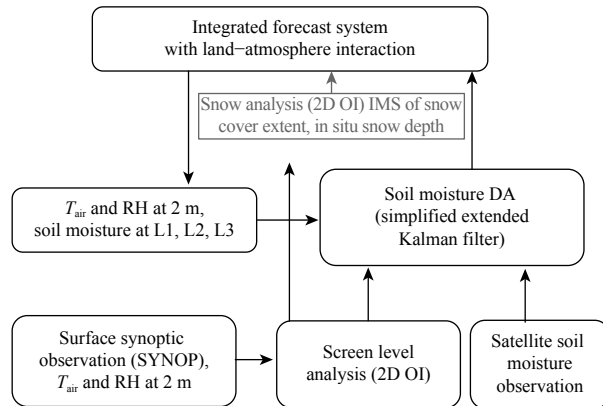 Integrated forecast system
with land−atmosphere interaction
Snow analysis (2D OI) IMS of snow
cover extent, in situ snow depth
T_air and RH at 2 m,
soil moisture at L1, L2, L3
Soil moisture DA
(simplified extended
Kalman filter)
Surface synoptic
observation (SYNOP),
T_air and RH at 2 m
Screen level
analysis (2D OI)
Satellite soil
moisture
observation